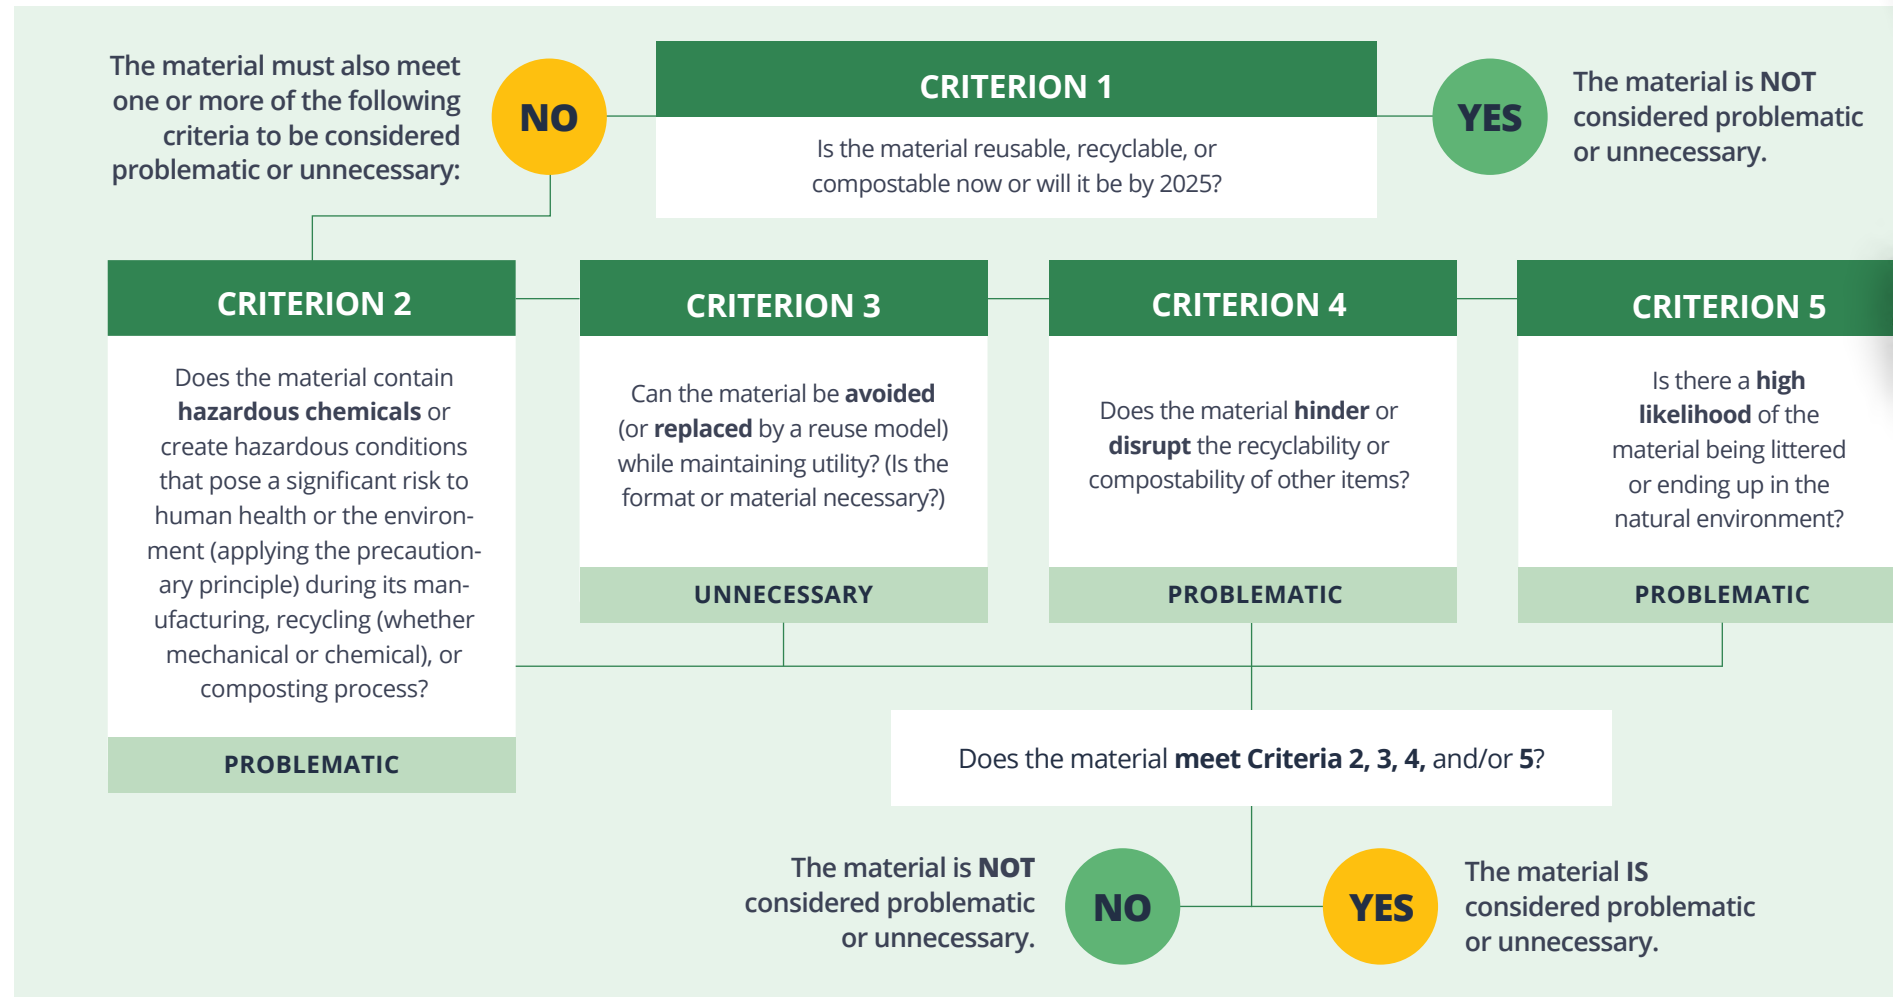 The material must also meet
one or more of the following
criteria to be considered
problematic or unnecessary:
NO
CRITERION 1
Is the material reusable, recyclable, or
compostable now or will it be by 2025?
YES
The material is NOT
considered problematic
or unnecessary.
CRITERION 2
Does the material contain
hazardous chemicals or
create hazardous conditions
that pose a significant risk to
human health or the environ-
ment (applying the precaution-
ary principle) during its man-
ufacturing, recycling (whether
mechanical or chemical), or
composting process?
PROBLEMATIC
CRITERION 3
Can the material be avoided
(or replaced by a reuse model)
while maintaining utility? (Is the
format or material necessary?)
UNNECESSARY
CRITERION 4
Does the material hinder or
disrupt the recyclability or
compostability of other items?
PROBLEMATIC
CRITERION 5
Is there a high
likelihood of the
material being littered
or ending up in the
natural environment?
PROBLEMATIC
Does the material meet Criteria 2, 3, 4, and/or 5?
The material is NOT
considered problematic
or unnecessary.
NO
YES
The material IS
considered problematic
or unnecessary.